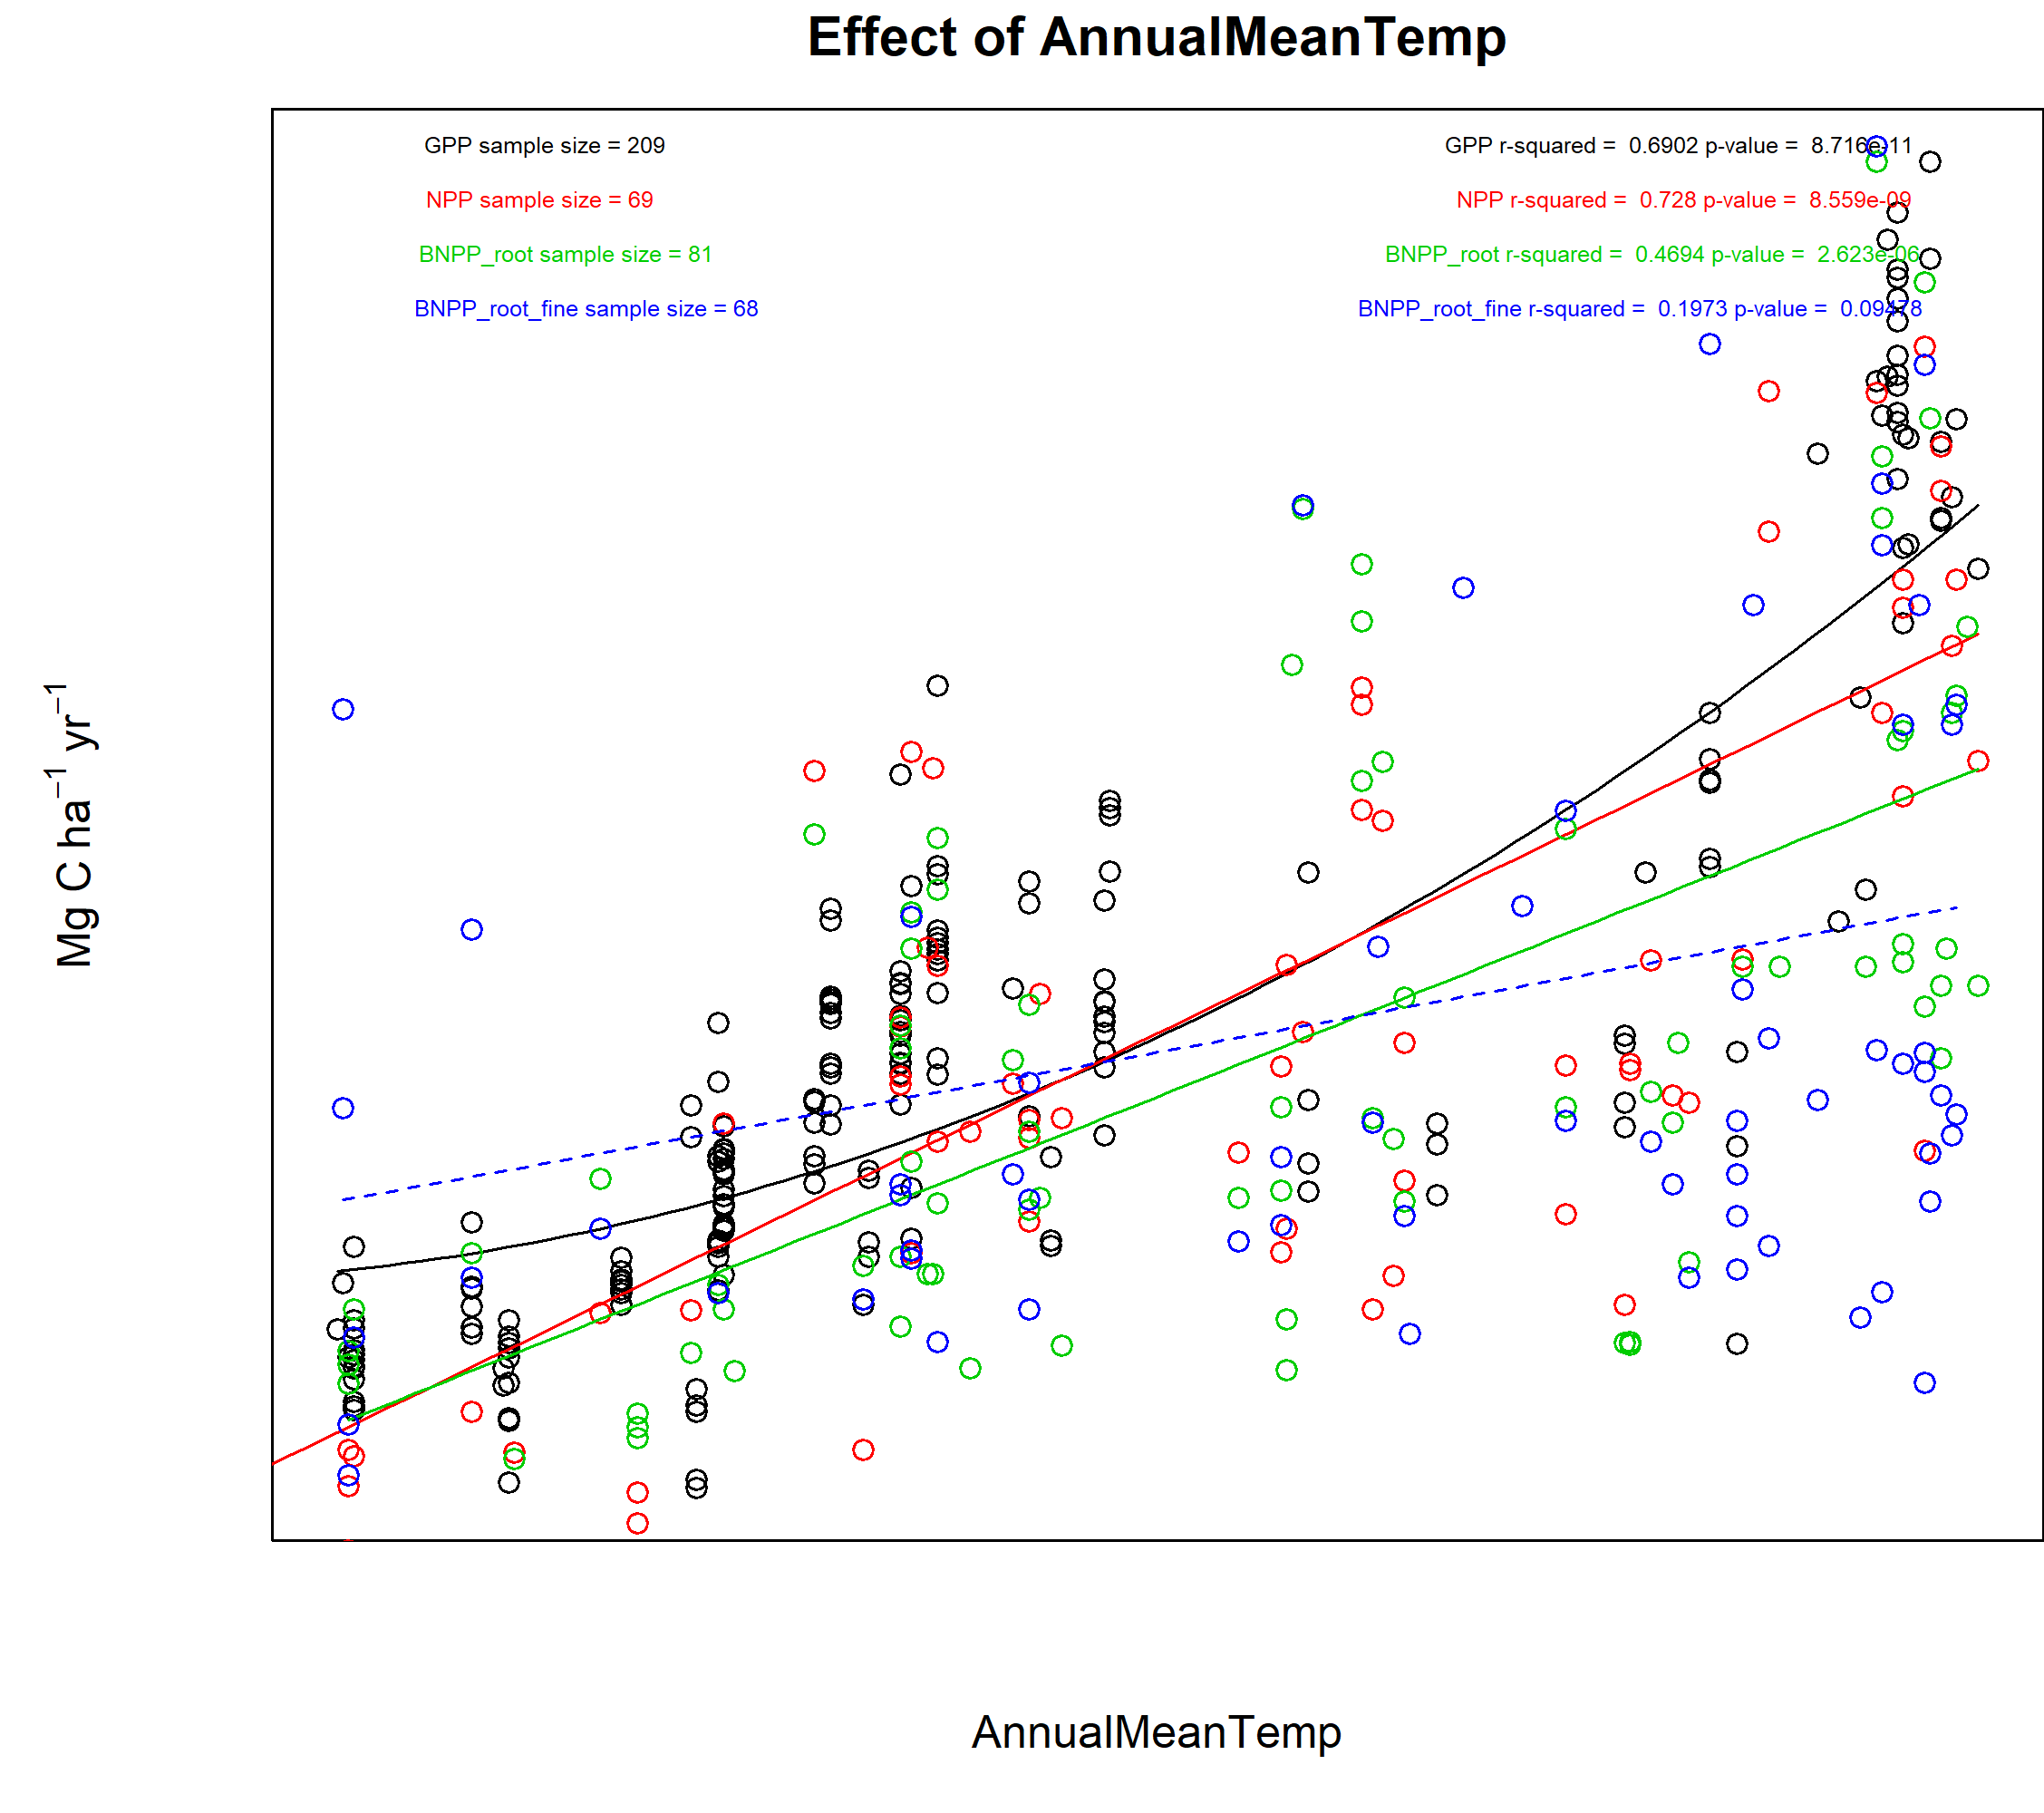 Effect of AnnualMeanTemp
GPP sample size = 209
GPP r-squared = 0.6902 p-value = 8.716e-11
NPP sample size = 69
NPP r-squared = 0.728 p-value = 8.559e-09
BNPP_root sample size = 81
BNPP_root r-squared = 0.4694 p-value = 2.623e-06
BNPP_root_fine sample size = 68
BNPP_root_fine r-squared = 0.1973 p-value = 0.09478
Mg C ha⁻¹ yr⁻¹
AnnualMeanTemp